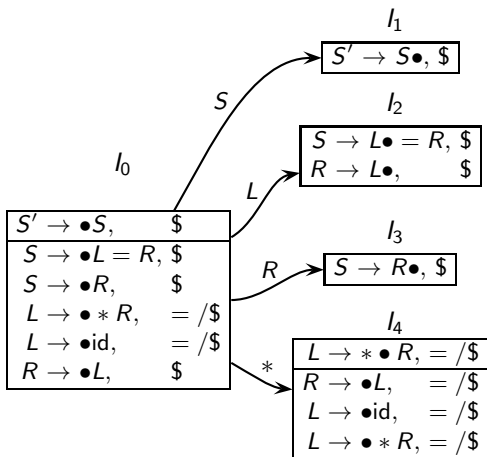 I₁
S′ → S●, $
S
I₂
S → L● = R, $
R → L●, $
I₀
L
S′ → ●S, $
S → ●L = R, $
S → ●R, $
L → ● * R, = /$
L → ●id, = /$
R → ●L, $
I₃
R
S → R●, $
I₄
*
L → * ● R, = /$
R → ●L, = /$
L → ●id, = /$
L → ● * R, = /$